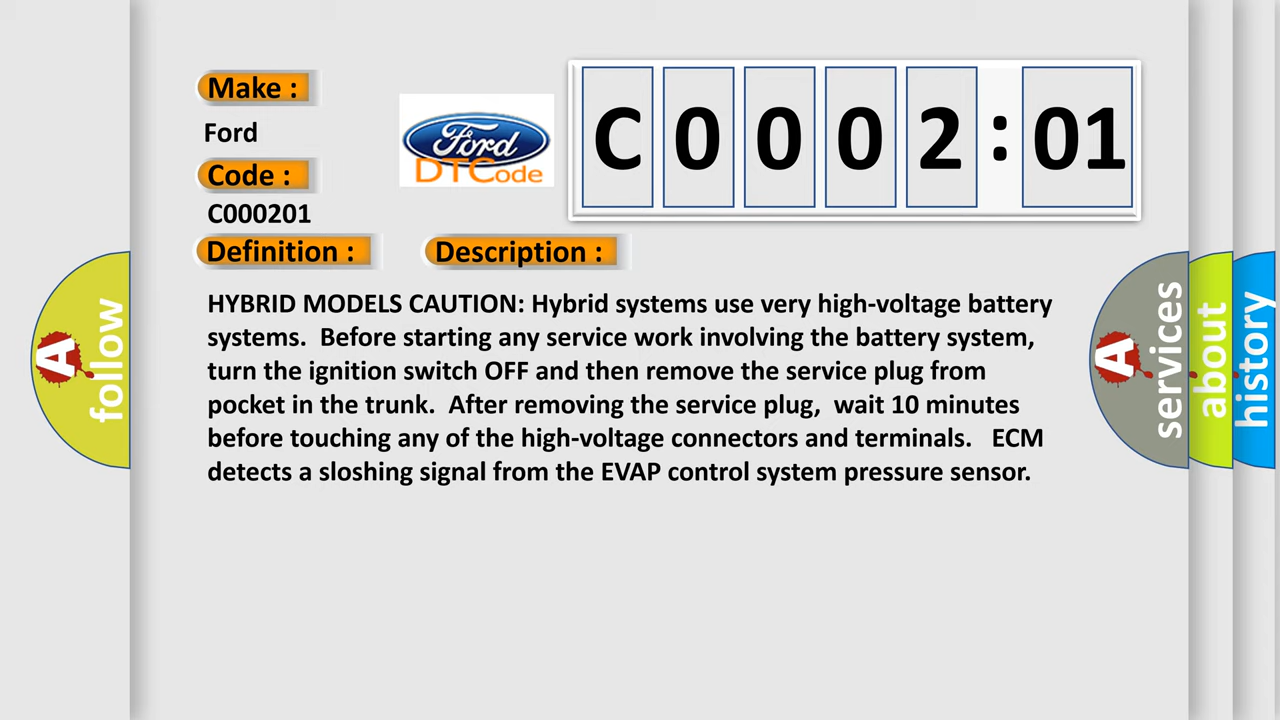 Make :
Ford
Code :
C000201
Definition :
Description :
Ford
DTCode
C0002:01
HYBRID MODELS CAUTION: Hybrid systems use very high-voltage battery
systems. Before starting any service work involving the battery system,
turn the ignition switch OFF and then remove the service plug from
pocket in the trunk. After removing the service plug, wait 10 minutes
before touching any of the high-voltage connectors and terminals. ECM
detects a sloshing signal from the EVAP control system pressure sensor.
A
follow
A
services
about
history